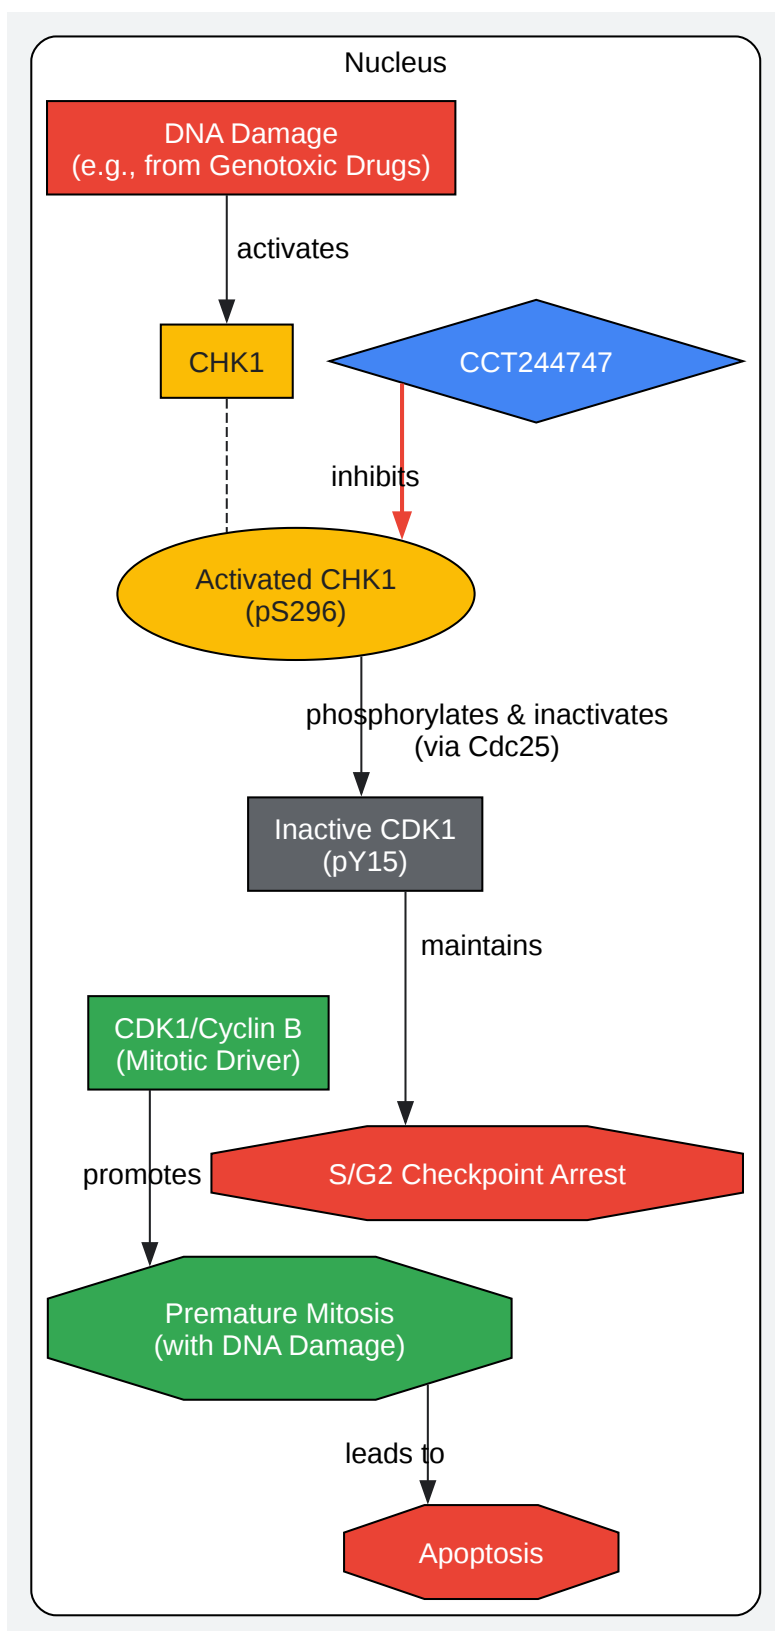 Nucleus
DNA Damage
(e.g., from Genotoxic Drugs)
activates
CHK1
CCT244747
inhibits
Activated CHK1
(pS296)
phosphorylates & inactivates
(via Cdc25)
Inactive CDK1
(pY15)
maintains
CDK1/Cyclin B
(Mitotic Driver)
promotes
S/G2 Checkpoint Arrest
Premature Mitosis
(with DNA Damage)
leads to
Apoptosis